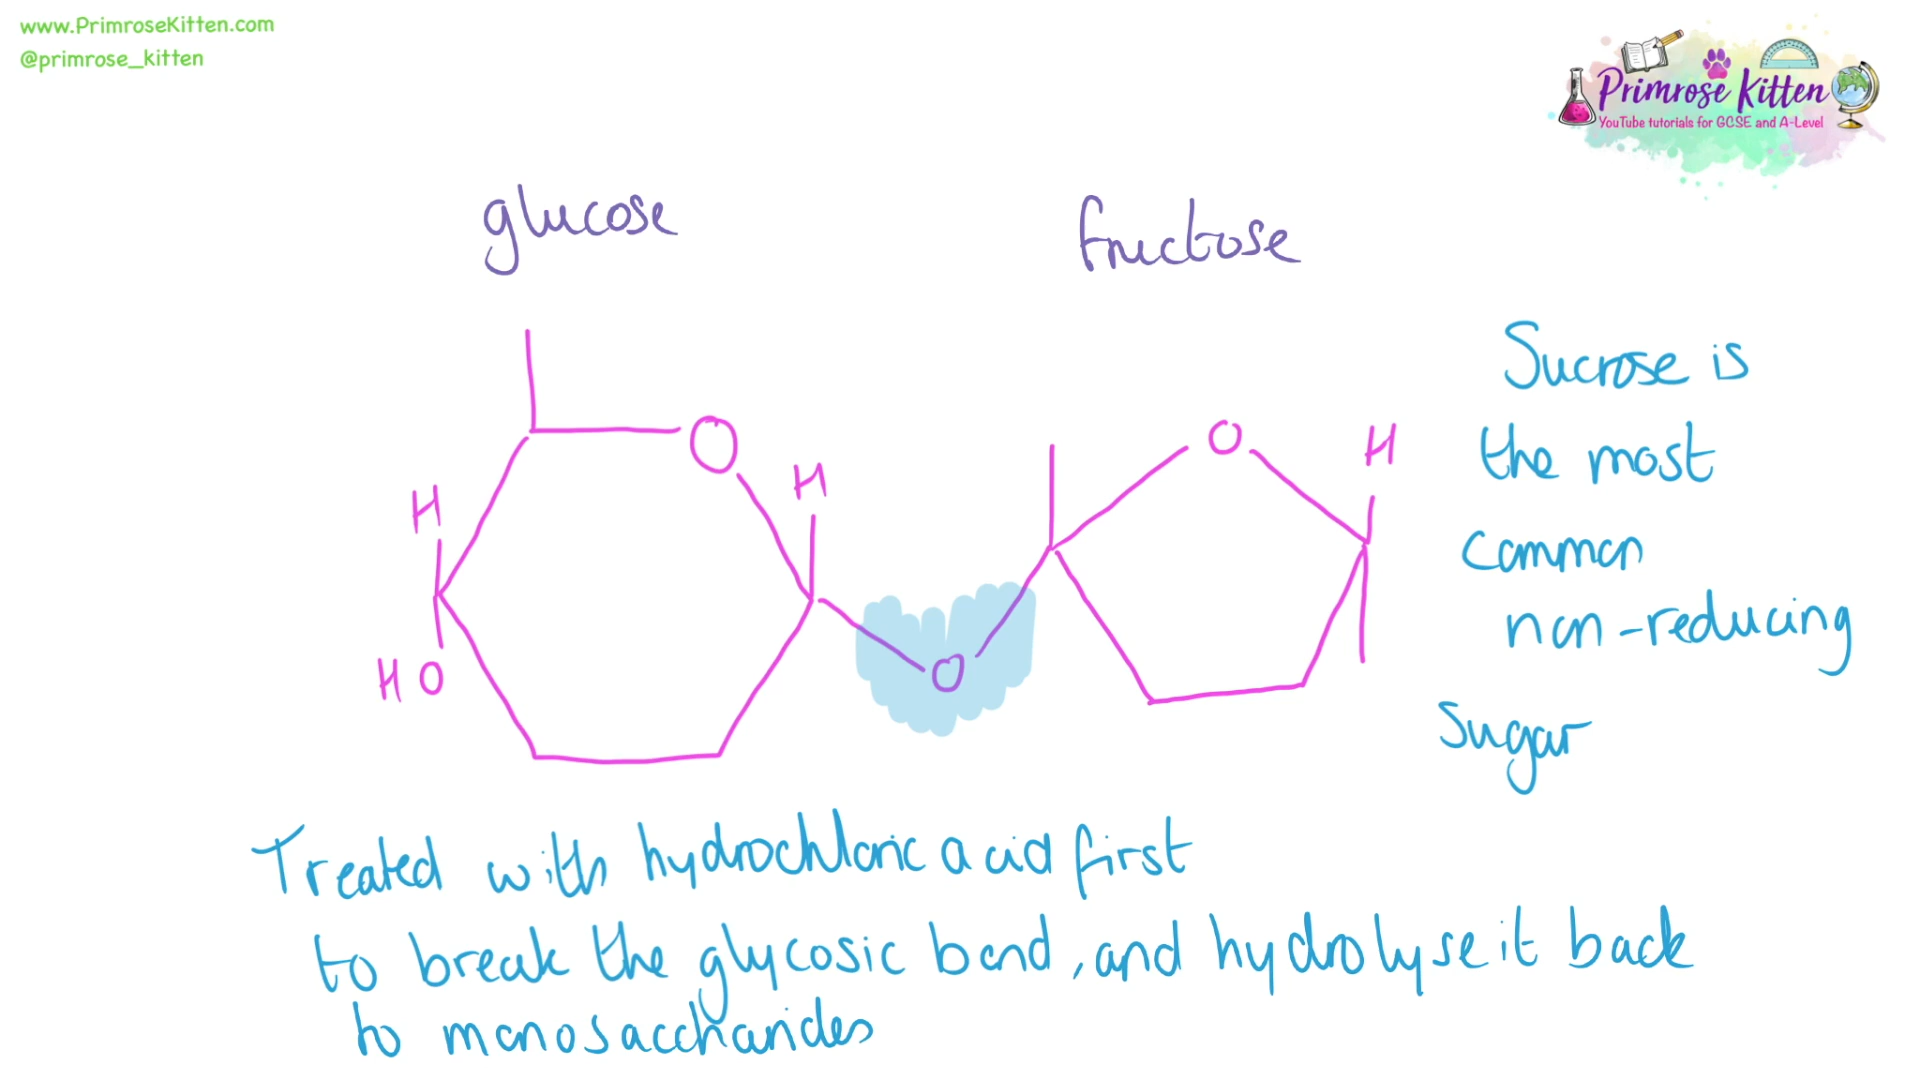 www.PrimroseKitten.com
@primrose_kitten
Primrose Kitten
YouTube tutorials for GCSE and A-Level
glucose
fructose
O
H
H
HO
O
O
H
Sucrose is
the most
common
non-reducing
sugar
Treated with hydrochloric acid first
to break the glycosic bond, and hydrolyse it back
to monosaccharides